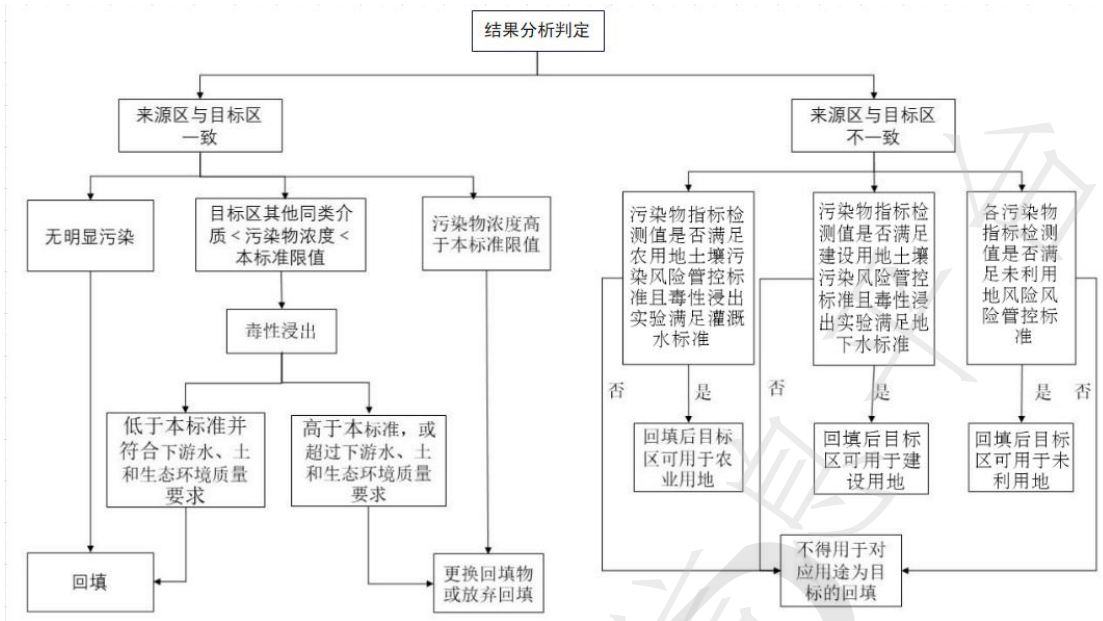 结果分析判定
来源区与目标区
一致
来源区与目标区
不一致
无明显污染
目标区其他同类介
质<污染物浓度<
本标准限值
污染物浓度高
于本标准限值
污染物指标检
测值是否满足
农用地土壤污
染风险管控标
准且毒性浸出
实验满足灌溉
水标准
污染物指标检
测值是否满足
建设用地土壤
污染风险管控
标准且毒性浸
出实验满足地
下水标准
各污染物
指标检测
值是否满
足未利用
地风险风
险管控标
准
毒性浸出
否
是
否
是
是
否
低于本标准并
符合下游水、土
和生态环境质量
要求
高于本标准，或
超过下游水、土
和生态环境质量
要求
回填后目标
区可用于农
业用地
回填后目标
区可用于建
设用地
回填后目标
区可用于未
利用地
回填
更换回填物
或放弃回填
不得用于对
应用途为目
标的回填